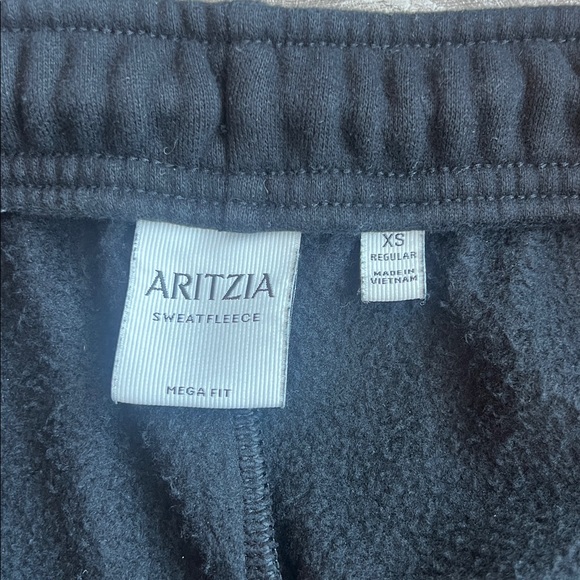 ARITZIA
SWEATFLEECE
MEGA FIT
XS
REGULAR
MADE IN
VIETNAM